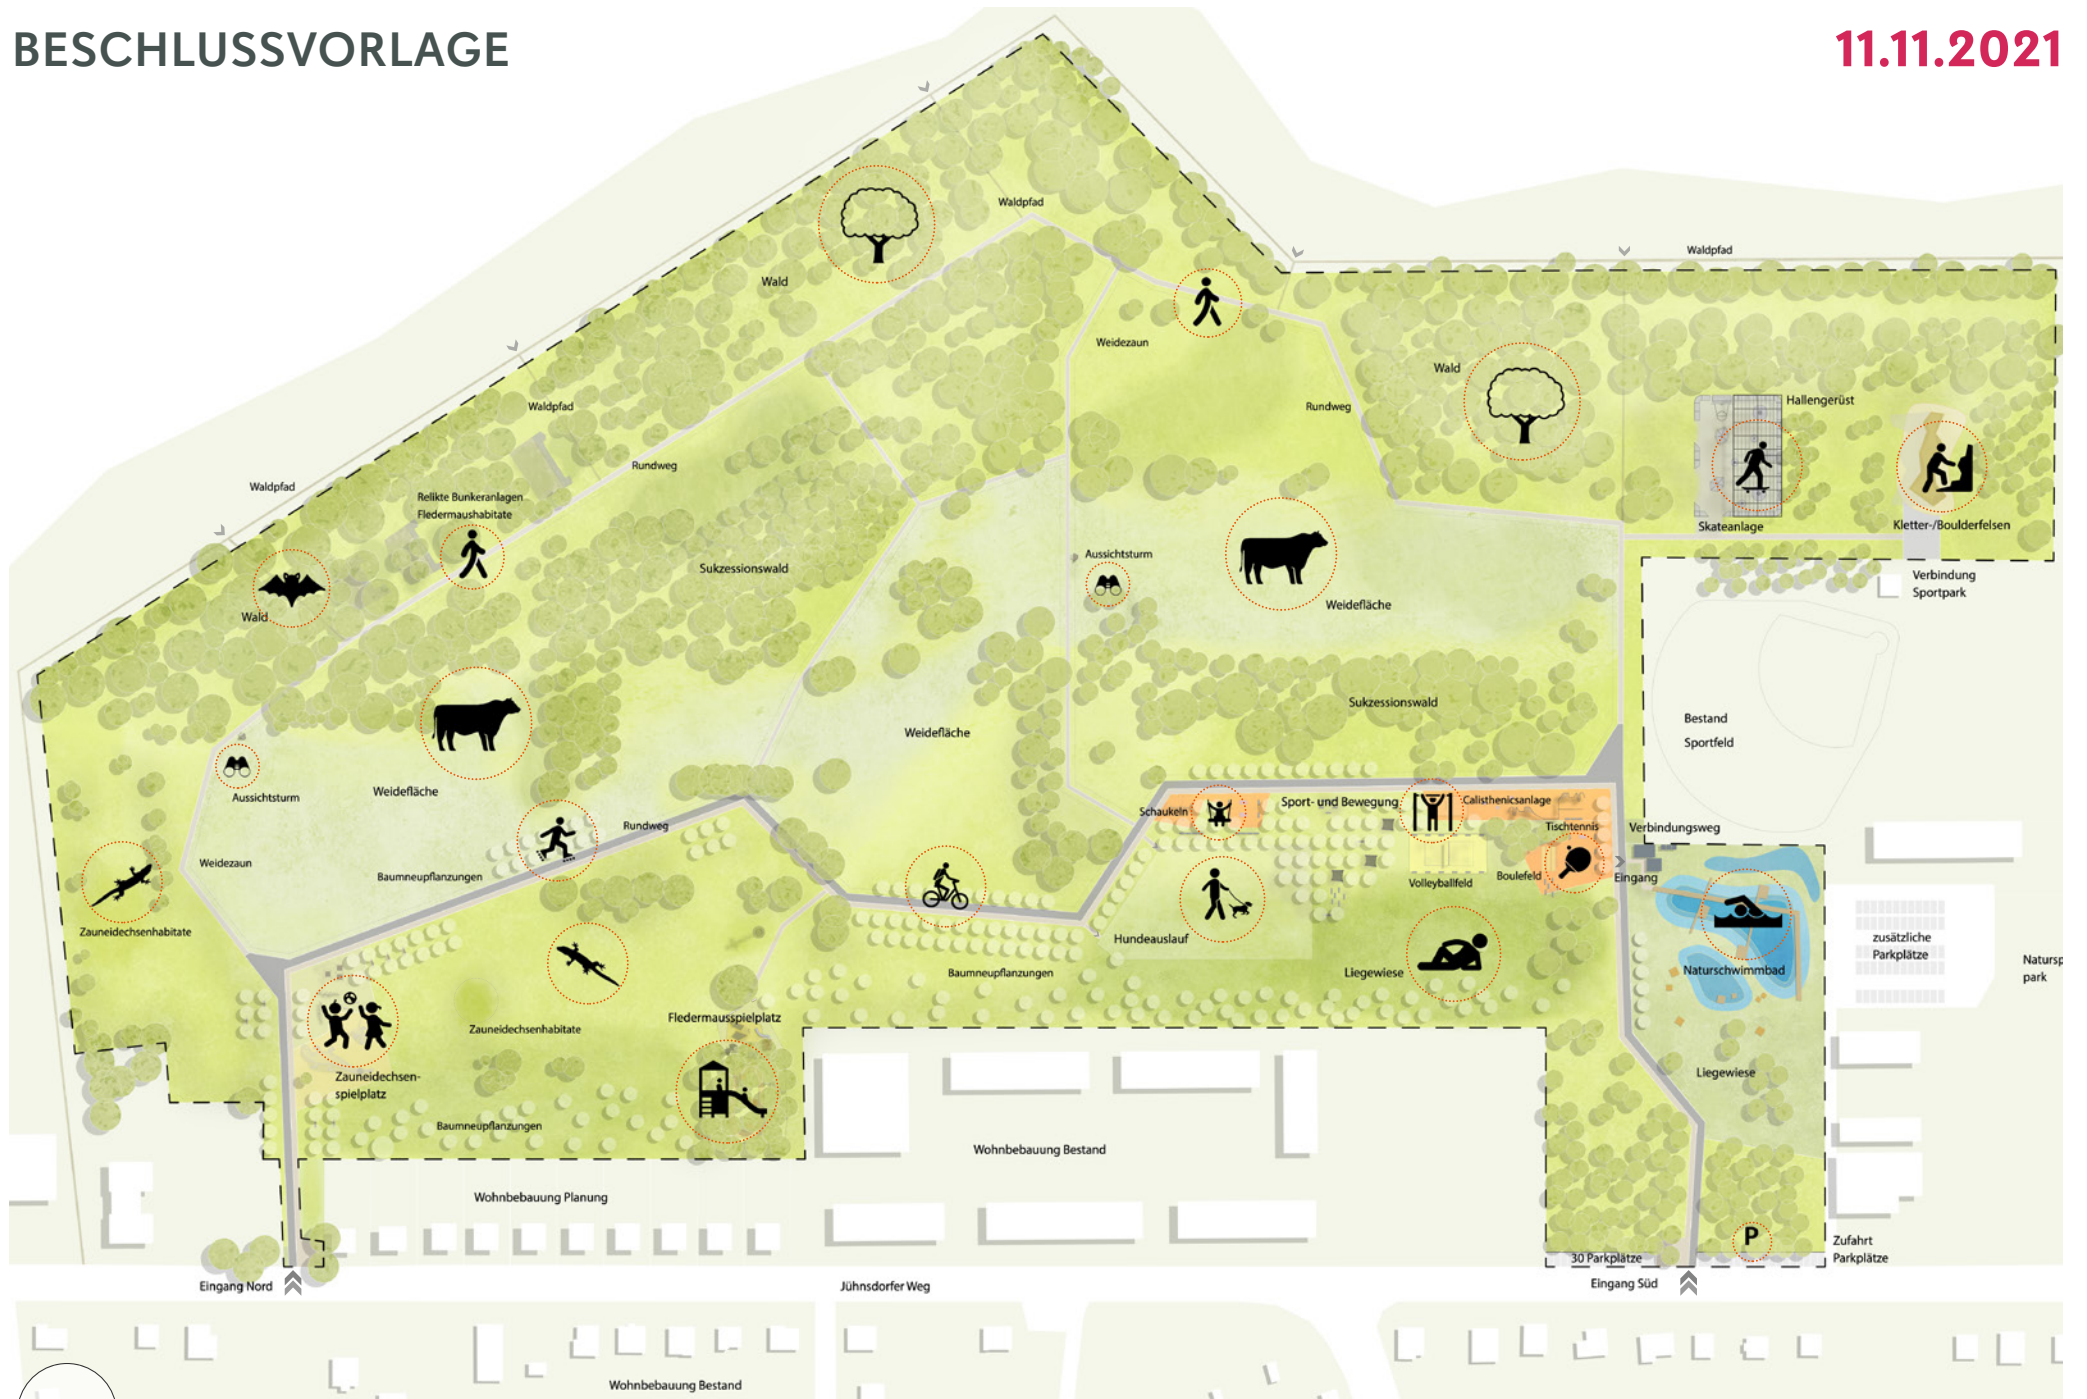 BESCHLUSSVORLAGE
11.11.2021
Waldpfad
Waldpfad
Wald
Weidezaun
Wald
Hallengerüst
Waldpfad
Rundweg
Rundweg
Waldpfad
Relikte Bunkeranlagen
Fledermaushabitate
Skateanlage
Kletter-/Boulderfelsen
Aussichtsturm
Sukzessionswald
Verbindung
Sportpark
Weidefläche
Wald
Sukzessionswald
Bestand
Sportfeld
Weidefläche
Weidefläche
Aussichtsturm
Rundweg
Schaukeln
Sport- und Bewegung
Calisthenicsanlage
Tischtennis
Verbindungsweg
Weidezaun
Baumneupflanzungen
Volleyballfeld
Boulefeld
Eingang
Zauneidechsenhabitate
Hundeauslauf
zusätzliche
Parkplätze
Baumneupflanzungen
Liegewiese
Naturschwimmbad
Natursp
park
Fledermausspielplatz
Zauneidechsenhabitate
Zauneidechsen-
spielplatz
Liegewiese
Baumneupflanzungen
Wohnbebauung Bestand
Wohnbebauung Planung
P
Zufahrt
Parkplätze
30 Parkplätze
Eingang Nord
Jühnsdorfer Weg
Eingang Süd
Wohnbebauung Bestand